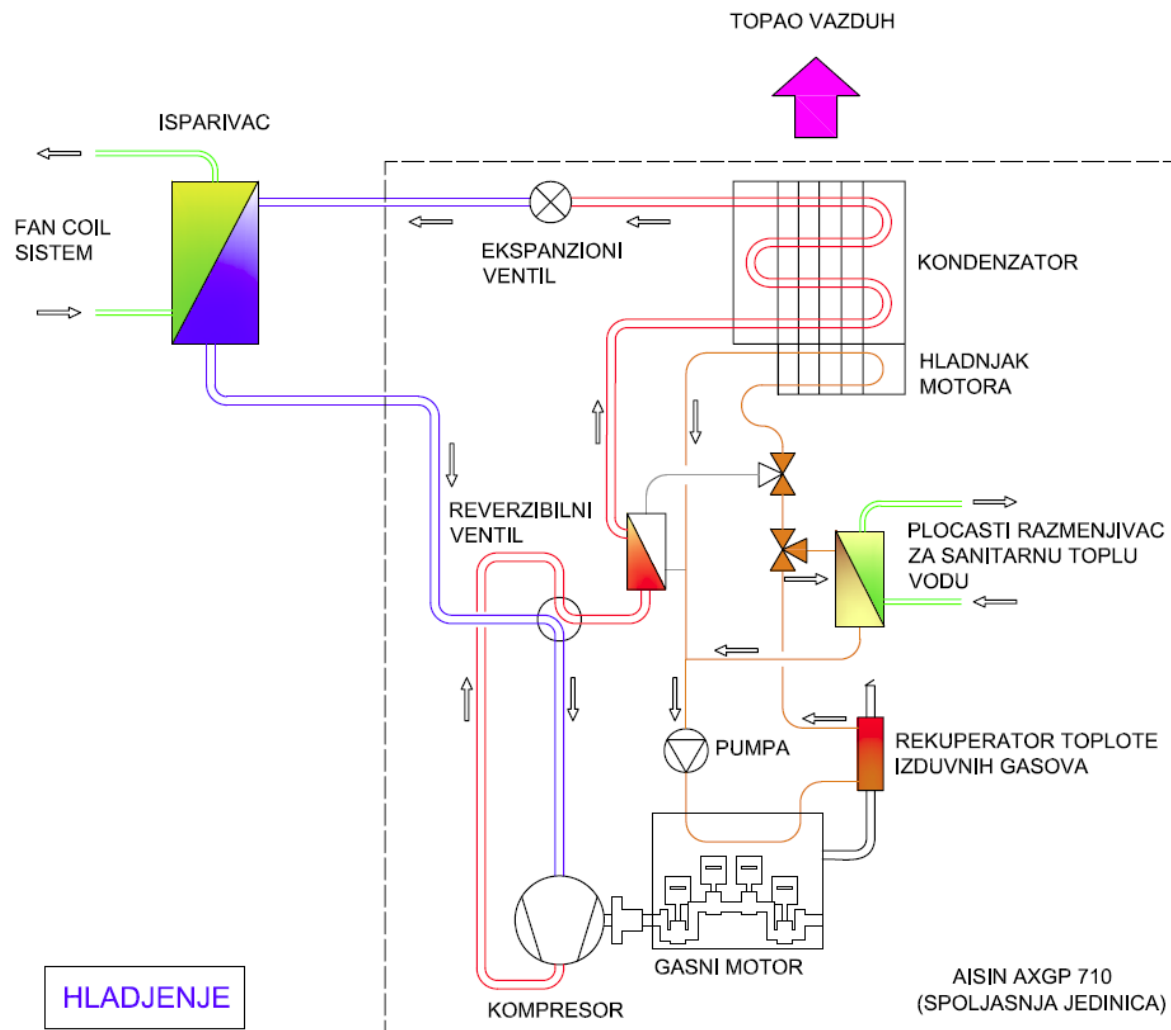 TOPAO VAZDUH
ISPARIVAC
FAN COIL
SISTEM
EKSPANZIONI
VENTIL
KONDENZATOR
HLADNJAK
MOTORA
REVERZIBILNI
VENTIL
PLOCASTI RAZMENJIVAC
ZA SANITARNU TOPLU
VODU
PUMPA
REKUPERATOR TOPLOTE
IZDUVNIH GASOVA
GASNI MOTOR
KOMPRESOR
HLADJENJE
AISIN AXGP 710
(SPOLJASNJA JEDINICA)